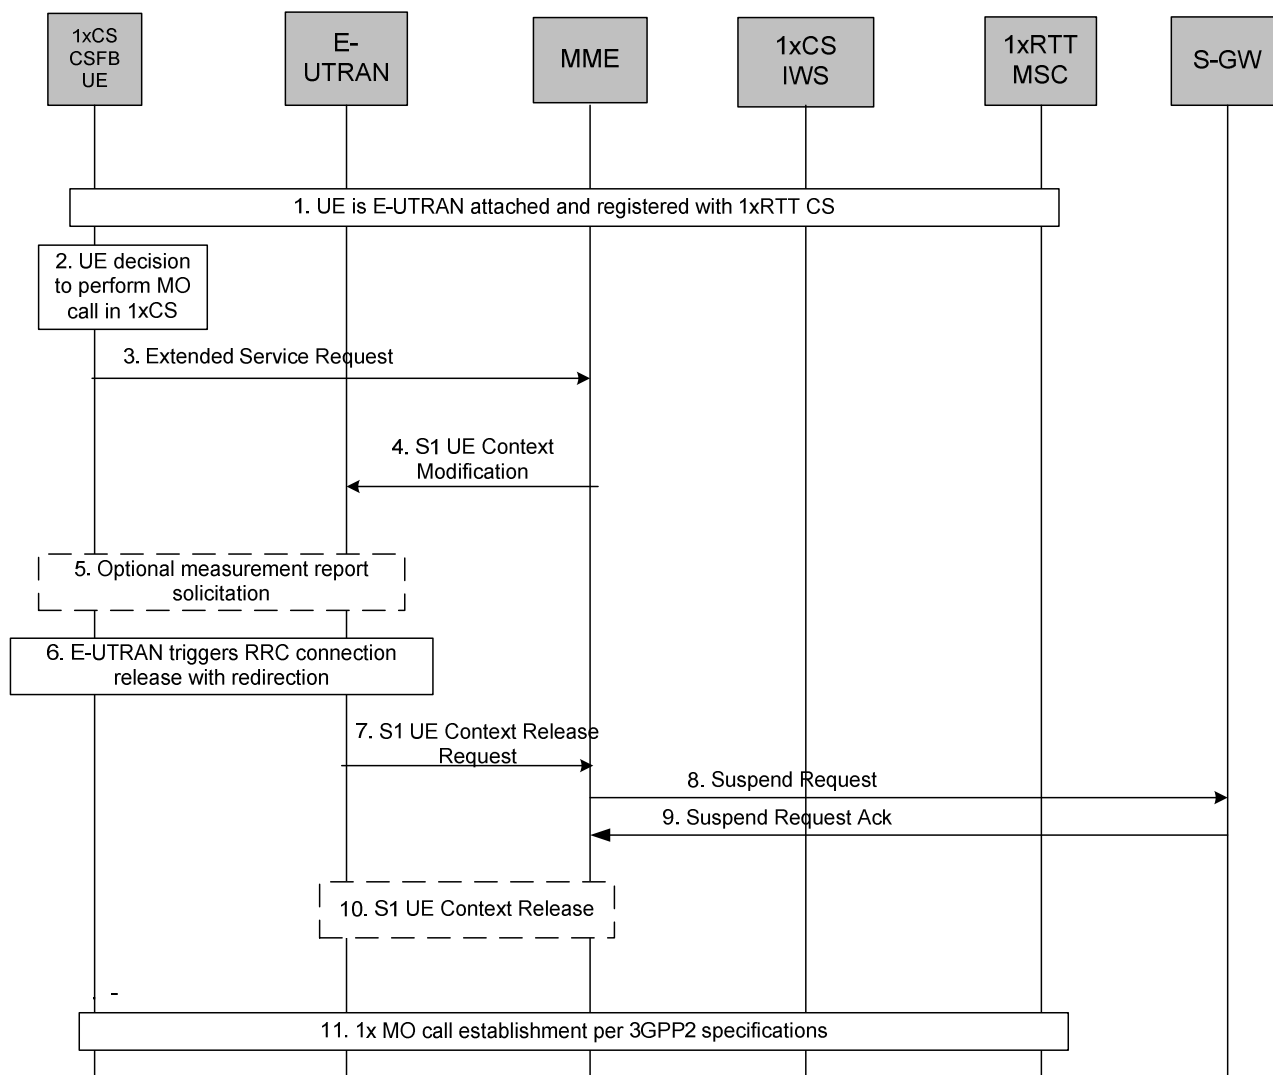 1xCS
CSFB
UE
E-
UTRAN
MME
1xCS
IWS
1xRTT
MSC
S-GW
1. UE is E-UTRAN attached and registered with 1xRTT CS
2. UE decision
to perform MO
call in 1xCS
3. Extended Service Request
4. S1 UE Context
Modification
5. Optional measurement report
solicitation
6. E-UTRAN triggers RRC connection
release with redirection
7. S1 UE Context Release
Request
8. Suspend Request
9. Suspend Request Ack
10. S1 UE Context Release
. -
11. 1x MO call establishment per 3GPP2 specifications